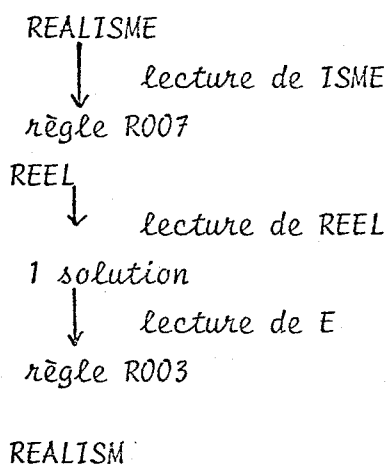 REALISME
lecture de ISME
règle R007
REEL
lecture de REEL
1 solution
lecture de E
règle R003
REALISM